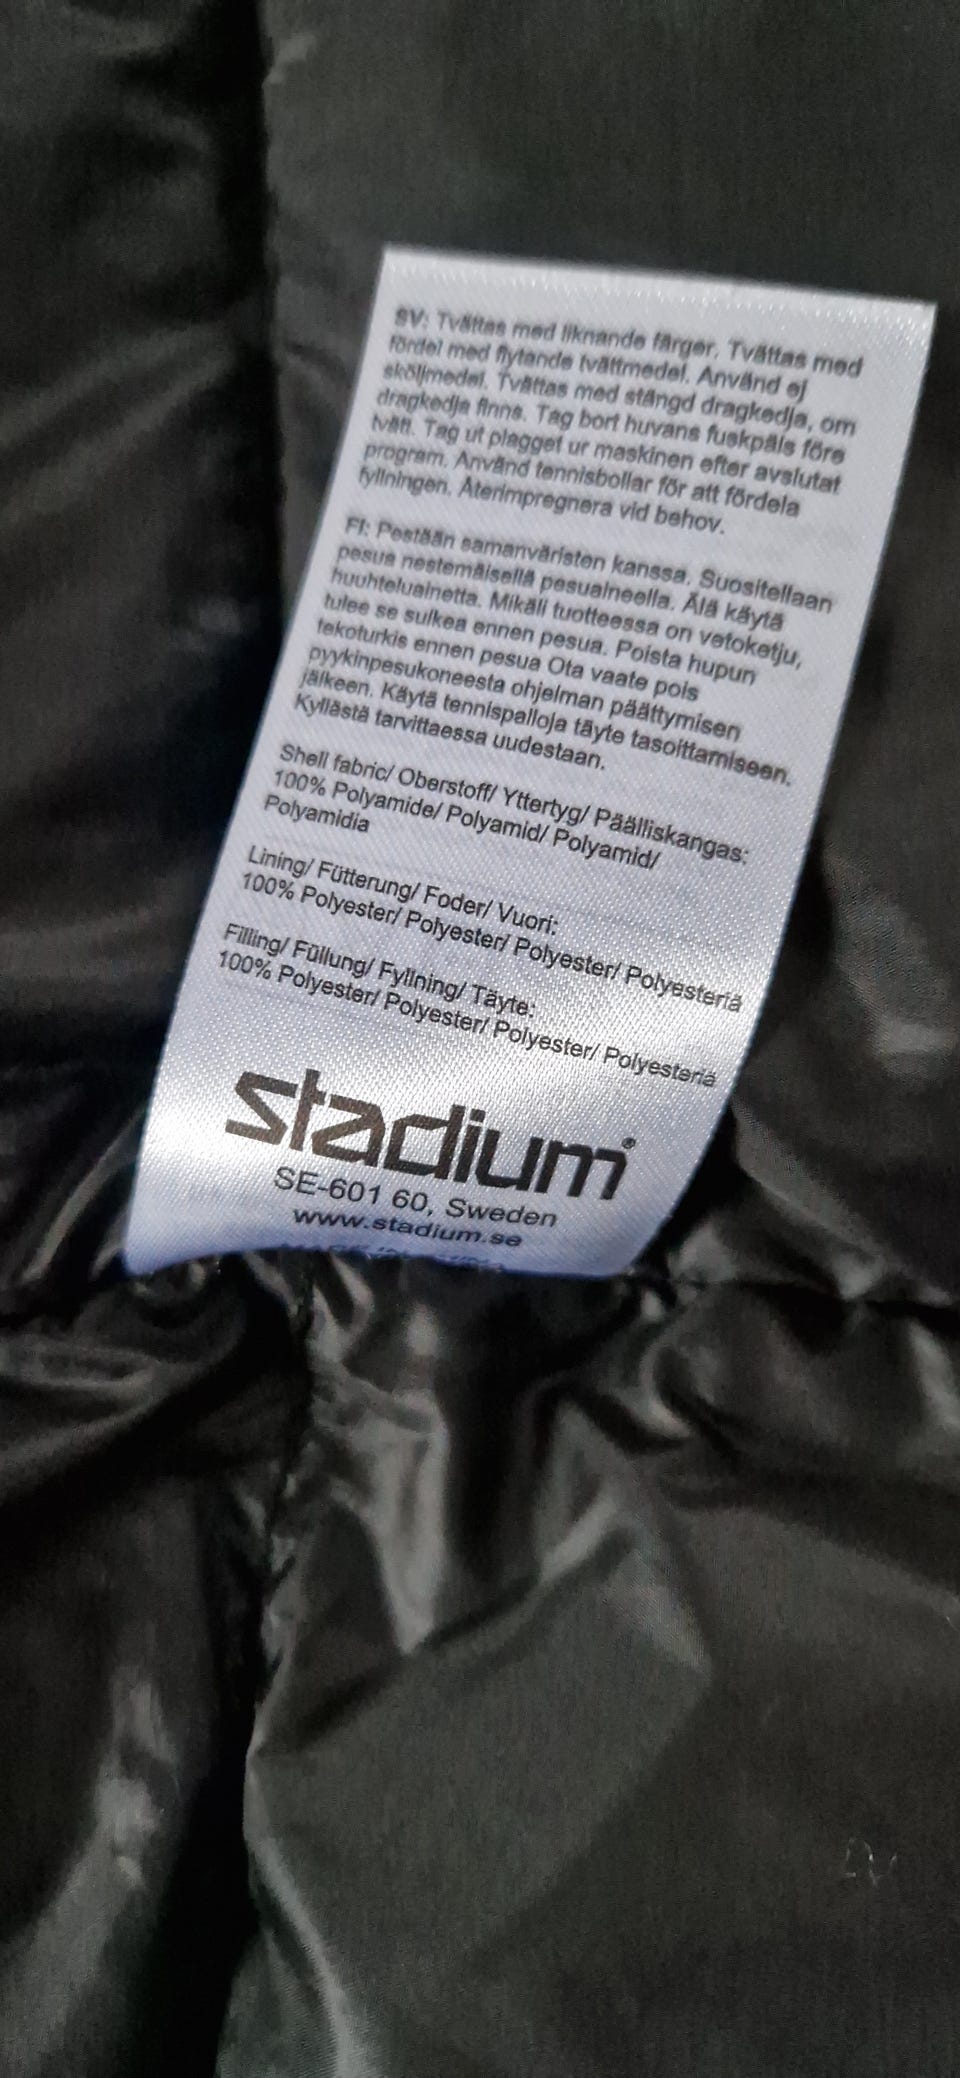 SV: Tvättas med liknande färger. Tvättas med
fördel med flytande tvättmedel. Använd ej
sköljmedel. Tvättas med stängd dragkedja, om
dragkedja finns. Tag bort huvans fuskpäls före
tvätt. Tag ut plagget ur maskinen efter avslutat
program. Använd tennisbollar för att fördela
fyllningen. Återimpregnera vid behov.
FI: Pestään samanväristen kanssa. Suositellaan
pesua nestemäisellä pesuaineella. Älä käytä
huuhteluainetta. Mikäli tuotteessa on vetoketju,
tulee se sulkea ennen pesua. Poista hupun
tekoturkis ennen pesua Ota vaate pois
pyykinpesukoneesta ohjelman päättymisen
jälkeen. Käytä tennispalloja täyte tasoittamiseen.
Kyllästä tarvittaessa uudestaan.
Shell fabric/ Oberstoff/ Yttertyg/ Päälliskangas:
100% Polyamide/ Polyamid/ Polyamid/
Polyamidia
Lining/ Fütterung/ Foder/ Vuori:
100% Polyester/ Polyester/ Polyester/ Polyesteriä
Filling/ Füllung/ Fyllning/ Täyte:
100% Polyester/ Polyester/ Polyester/ Polyesteriä
stadium®
SE-601 60, Sweden
www.stadium.se